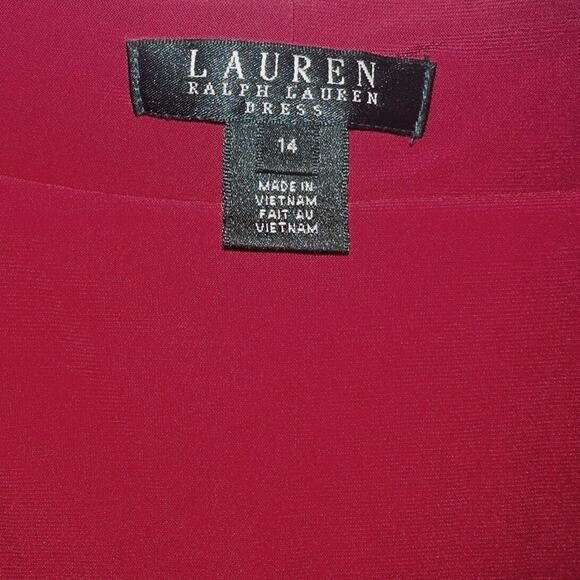 LAUREN
RALPH LAUREN
DRESS
14
MADE IN
VIETNAM
FAIT AU
VIETNAM